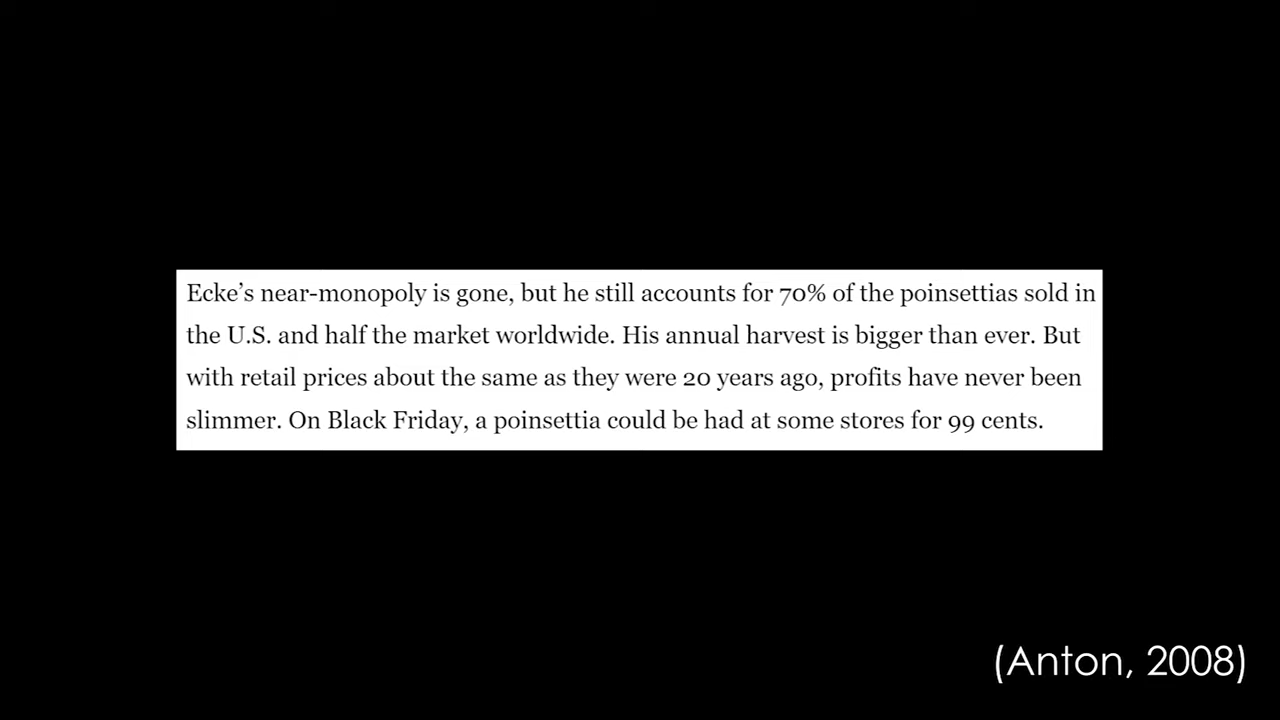 Ecke’s near-monopoly is gone, but he still accounts for 70% of the poinsettias sold in
the U.S. and half the market worldwide. His annual harvest is bigger than ever. But
with retail prices about the same as they were 20 years ago, profits have never been
slimmer. On Black Friday, a poinsettia could be had at some stores for 99 cents.
(Anton, 2008)